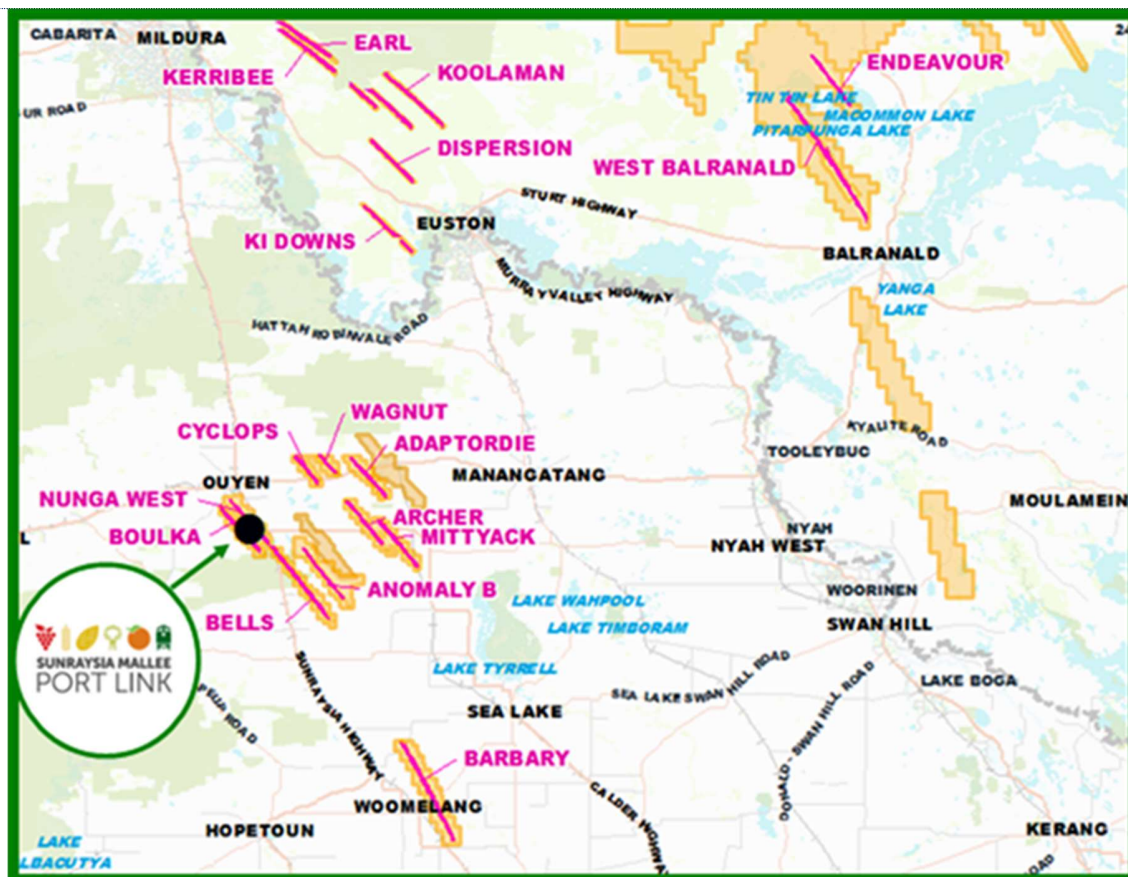 24
CABARITA
MILDURA
EARL
KERRIBEE
KOOLAMAN
ENDEAVOUR
TIN TIN LAKE
UR ROAD
MACOMMON LAKE
PITARPUNGA LAKE
DISPERSION
WEST BALRANALD
STURT HIGHWAY
EUSTON
KI DOWNS
BALRANALD
MURRAY VALLEY HIGHWAY
YANGA
LAKE
HATTAH ROBINVALE ROAD
WAGNUT
CYCLOPS
ADAPTORDIE
KYALITE ROAD
TOOLEYBUC
MANANGATANG
OUYEN
NUNGA WEST
MOULAMEIN
ARCHER
BOULKA
MITTYACK
NYAH
L
NYAH WEST
ANOMALY B
WOORINEN
LAKE WAHPOOL
BELLS
LAKE TIMBORAM
SWAN HILL
SUNRAYSIA MALLEE
PORT LINK
LAKE TYRRELL
SEA LAKE SWAN HILL ROAD
LAKE BOGA
SUNRAYSIA HIGHWAY
SEA LAKE
DONALD - SWAN HILL ROAD
BARBARY
CALDER HIGHWAY
WOOMELANG
HOPETOUN
KERANG
LAKE
LBACUTYA
ROAD